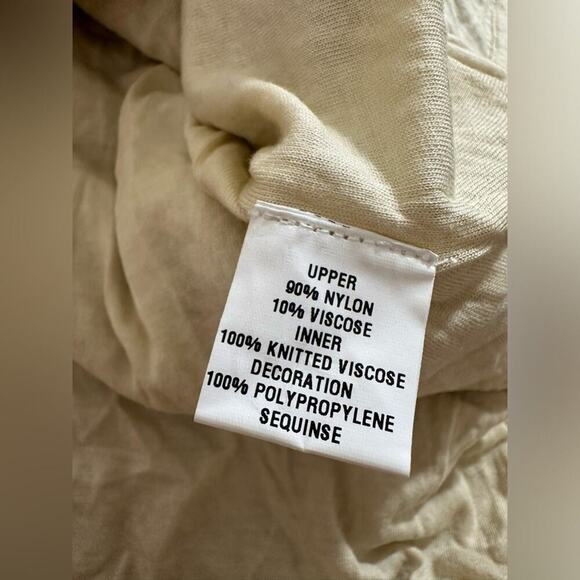 UPPER
90% NYLON
10% VISCOSE
INNER
100% KNITTED VISCOSE
DECORATION
100% POLYPROPYLENE
SEQUINSE